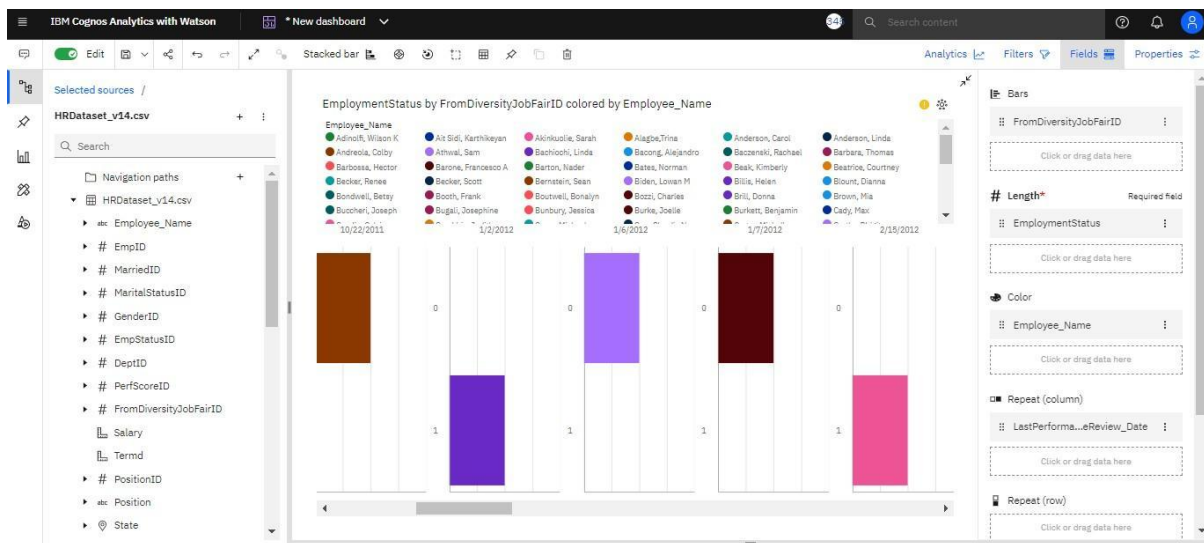 IBM Cognos Analytics with Watson
* New dashboard
34
Search content
Edit
Stacked bar
Analytics
Filters
Fields
Properties
Selected sources /
HRDataset_v14.csv
Search
Navigation paths
HRDataset_v14.csv
abc Employee_Name
# EmpID
# MarriedID
# MaritalStatusID
# GenderID
# EmpStatusID
# DeptID
# PerfScoreID
# FromDiversityJobFairID
Salary
Termd
# PositionID
abc Position
State
EmploymentStatus by FromDiversityJobFairID colored by Employee_Name
Employee_Name
Adinolfi, Wilson K Ait Sidi, Karthikeyan Akinkuolie, Sarah Alagbe,Trina Anderson, Carol Anderson, Linda
Andreola, Colby Athwal, Sam Bachiochi, Linda Bacong, Alejandro Baczenski, Rachael Barbara, Thomas
Barbossa, Hector Barone, Francesco A Barton, Nader Bates, Norman Beak, Kimberly Beatrice, Courtney
Becker, Renee Becker, Scott Bernstein, Sean Biden, Lowan M Billis, Helen Blount, Dianna
Bondwell, Betsy Booth, Frank Boutwell, Bonalyn Bozzi, Charles Brill, Donna Brown, Mia
Buccheri, Joseph Bugali, Josephine Bunbury, Jessica Burke, Joelle Burkett, Benjamin Cady, Max
10/22/2011 1/2/2012 1/6/2012 1/7/2012 2/15/2012
0 0 0 0
1 1 1 1
Bars
FromDiversityJobFairID
Click or drag data here
# Length* Required field
EmploymentStatus
Click or drag data here
Color
Employee_Name
Click or drag data here
Repeat (column)
LastPerforma...eReview_Date
Click or drag data here
Repeat (row)
Click or drag data here